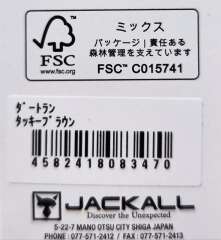 FSC
www.fsc.org
ミックス
パッケージ | 責任ある
森林管理を支えています
FSC™ C015741
ダートラン
タッキーブラウン
4582418083470
JACKALL
Discover the Unexpected
5-22-7 MANO OTSU CITY SHIGA JAPAN
PHONE : 077-571-2412 / FAX : 077-571-2413